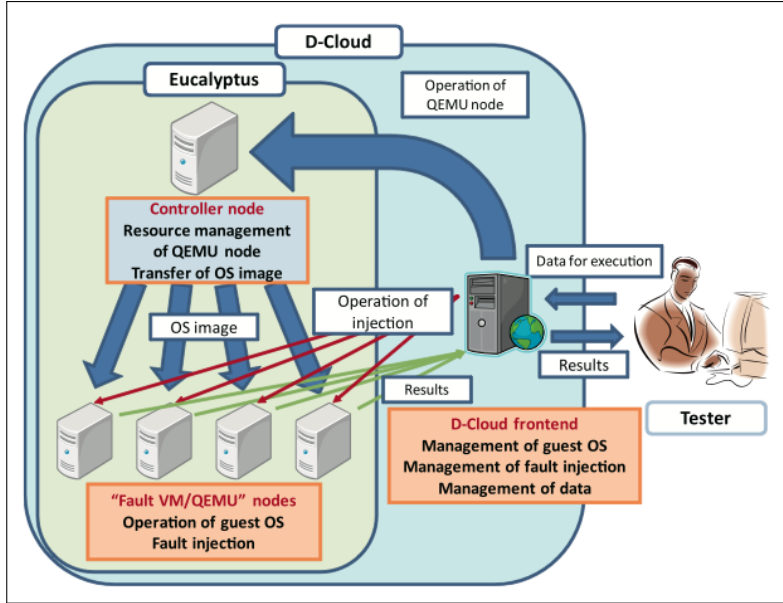 D-Cloud
Eucalyptus
Operation of
QEMU node
Controller node
Resource management
of QEMU node
Transfer of OS image
Data for execution
OS image
Operation of
injection
Results
Results
Tester
D-Cloud frontend
Management of guest OS
Management of fault injection
Management of data
“Fault VM/QEMU” nodes
Operation of guest OS
Fault injection